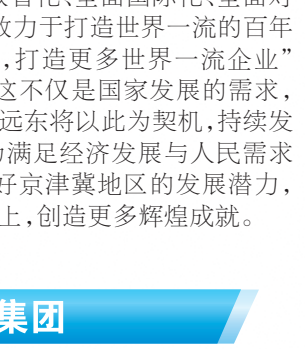 致力于打造世界一流的百年
,打造更多世界一流企业”
这不仅是国家发展的需求,
远东将以此为契机,持续发
满足经济发展与人民需求
好京津冀地区的发展潜力,
上,创造更多辉煌成就。
集团